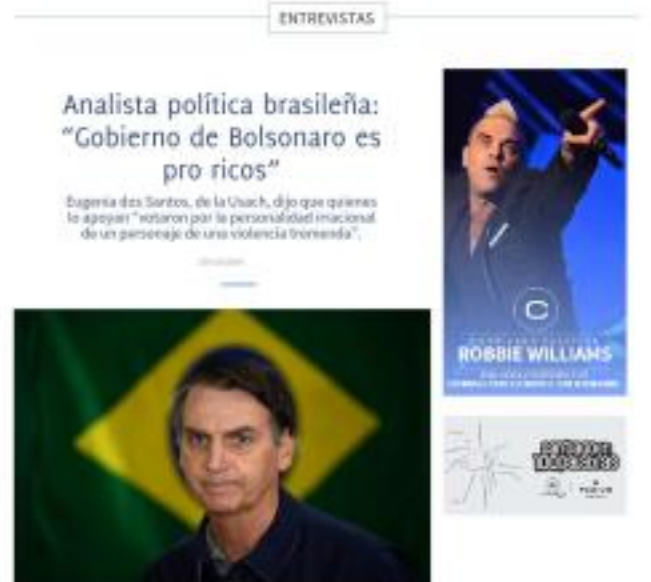 ENTREVISTAS
Analista política brasileña:
“Gobierno de Bolsonaro es
pro ricos”
Eugenia dos Santos, de la Usach, dijo que quienes
lo apoyan “votaron por la personalidad irracional
de un personaje de una violencia tremenda”.
C
ROBBIE WILLIAMS